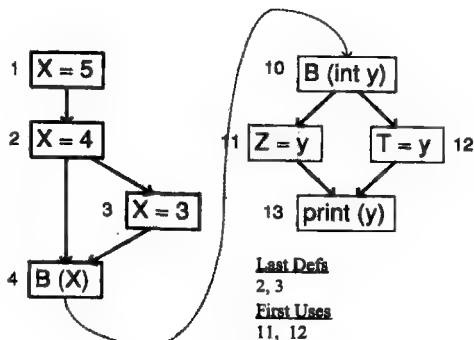 1 X = 5
2 X = 4
3 X = 3
4 B (X)
10 B (int y)
11 Z = y
T = y 12
13 print (y)
Last Defs
2, 3
First Uses
11, 12